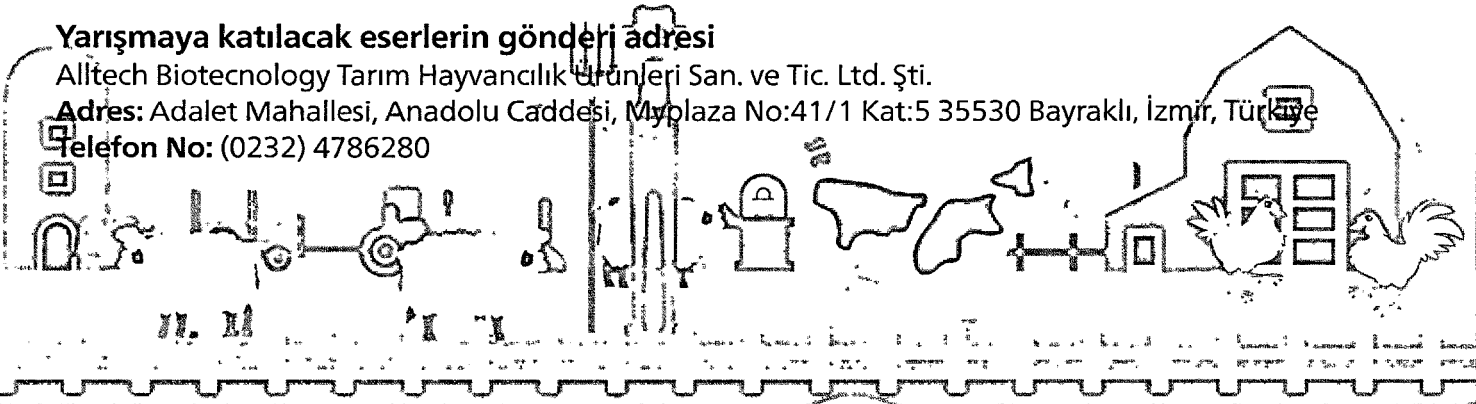 Yarışmaya katılacak eserlerin gönderi adresi
Alltech Biotecnology Tarım Hayvancılık Ürünleri San. ve Tic. Ltd. Şti.
Adres: Adalet Mahallesi, Anadolu Caddesi, Myplaza No:41/1 Kat:5 35530 Bayraklı, İzmir, Türkiye
Telefon No: (0232) 4786280